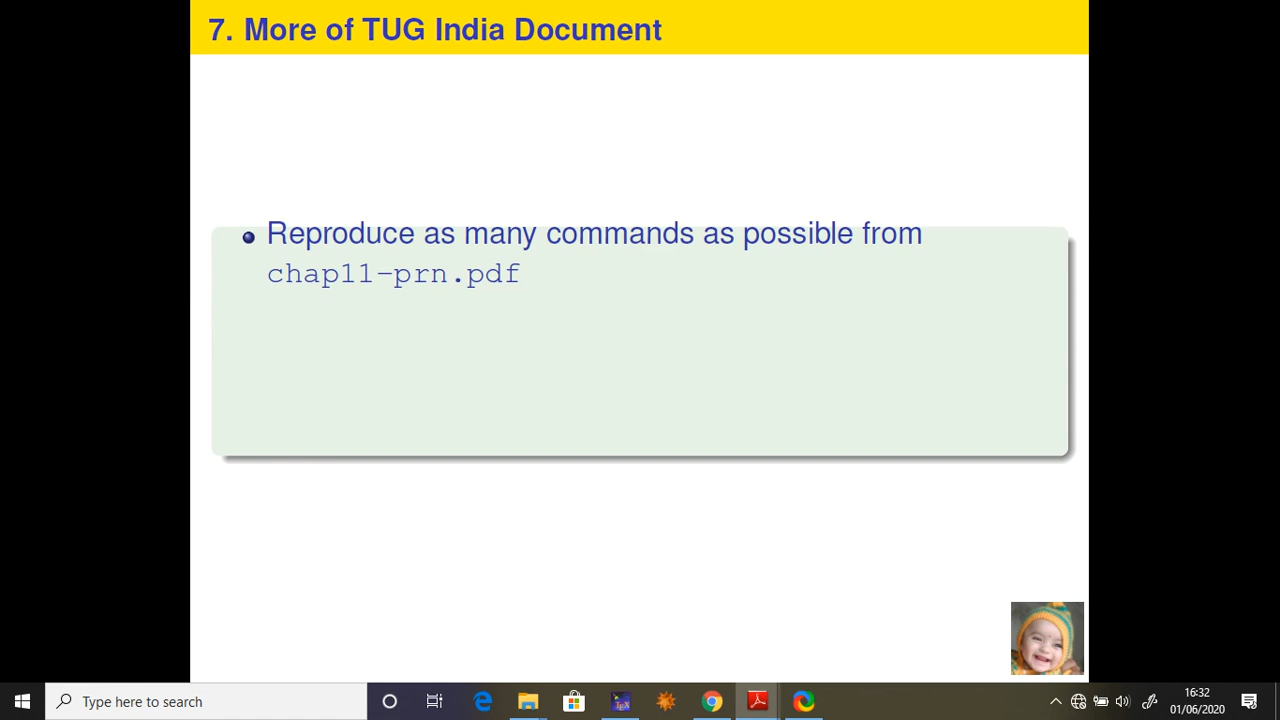 7. More of TUG India Document
Reproduce as many commands as possible from
chap11-prn.pdf
Type here to search
16:32
01/06/2020